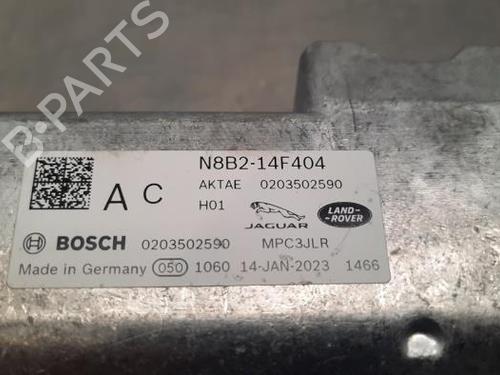 B-PARTS
N8B2-14F404
A C
AKTAE 0203502590
H01
JAGUAR
LAND-ROVER
BOSCH 0203502590 MPC3JLR
Made in Germany 050 1060 14-JAN-2023 1466